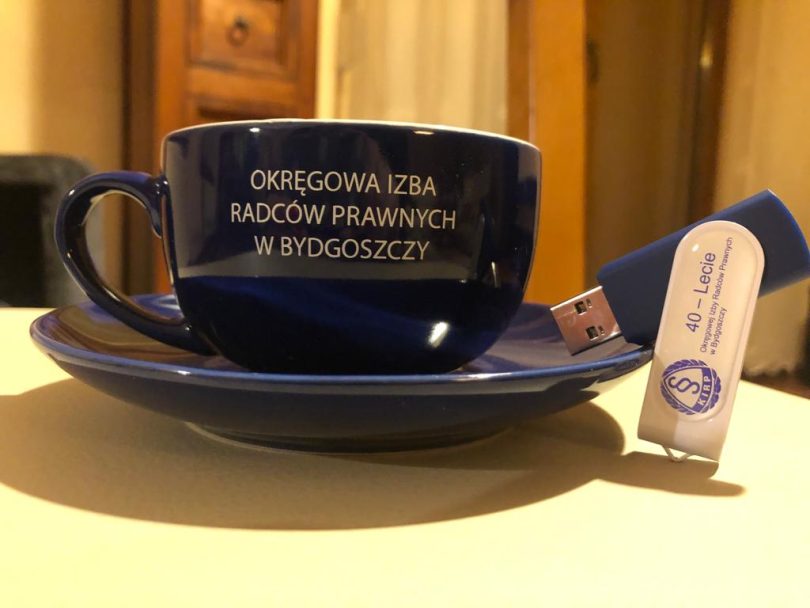 OKRĘGOWA IZBA
RADCÓW PRAWNYCH
W BYDGOSZCZY
40 – Lecie
Okręgowej Izby Radców Prawnych
w Bydgoszczy
§
KIRP